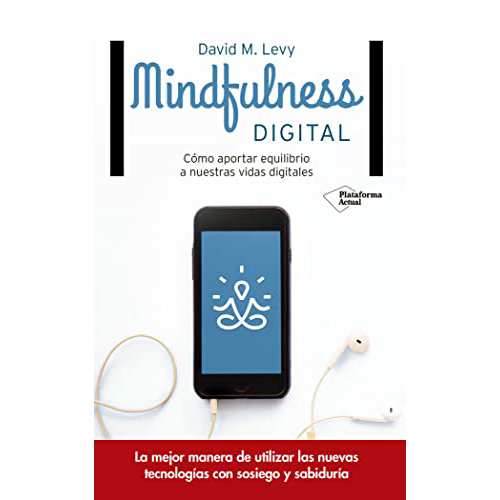 David M. Levy
Mindfulness
DIGITAL
Cómo aportar equilibrio
a nuestras vidas digitales
Plataforma
Actual
La mejor manera de utilizar las nuevas
tecnologías con sosiego y sabiduría